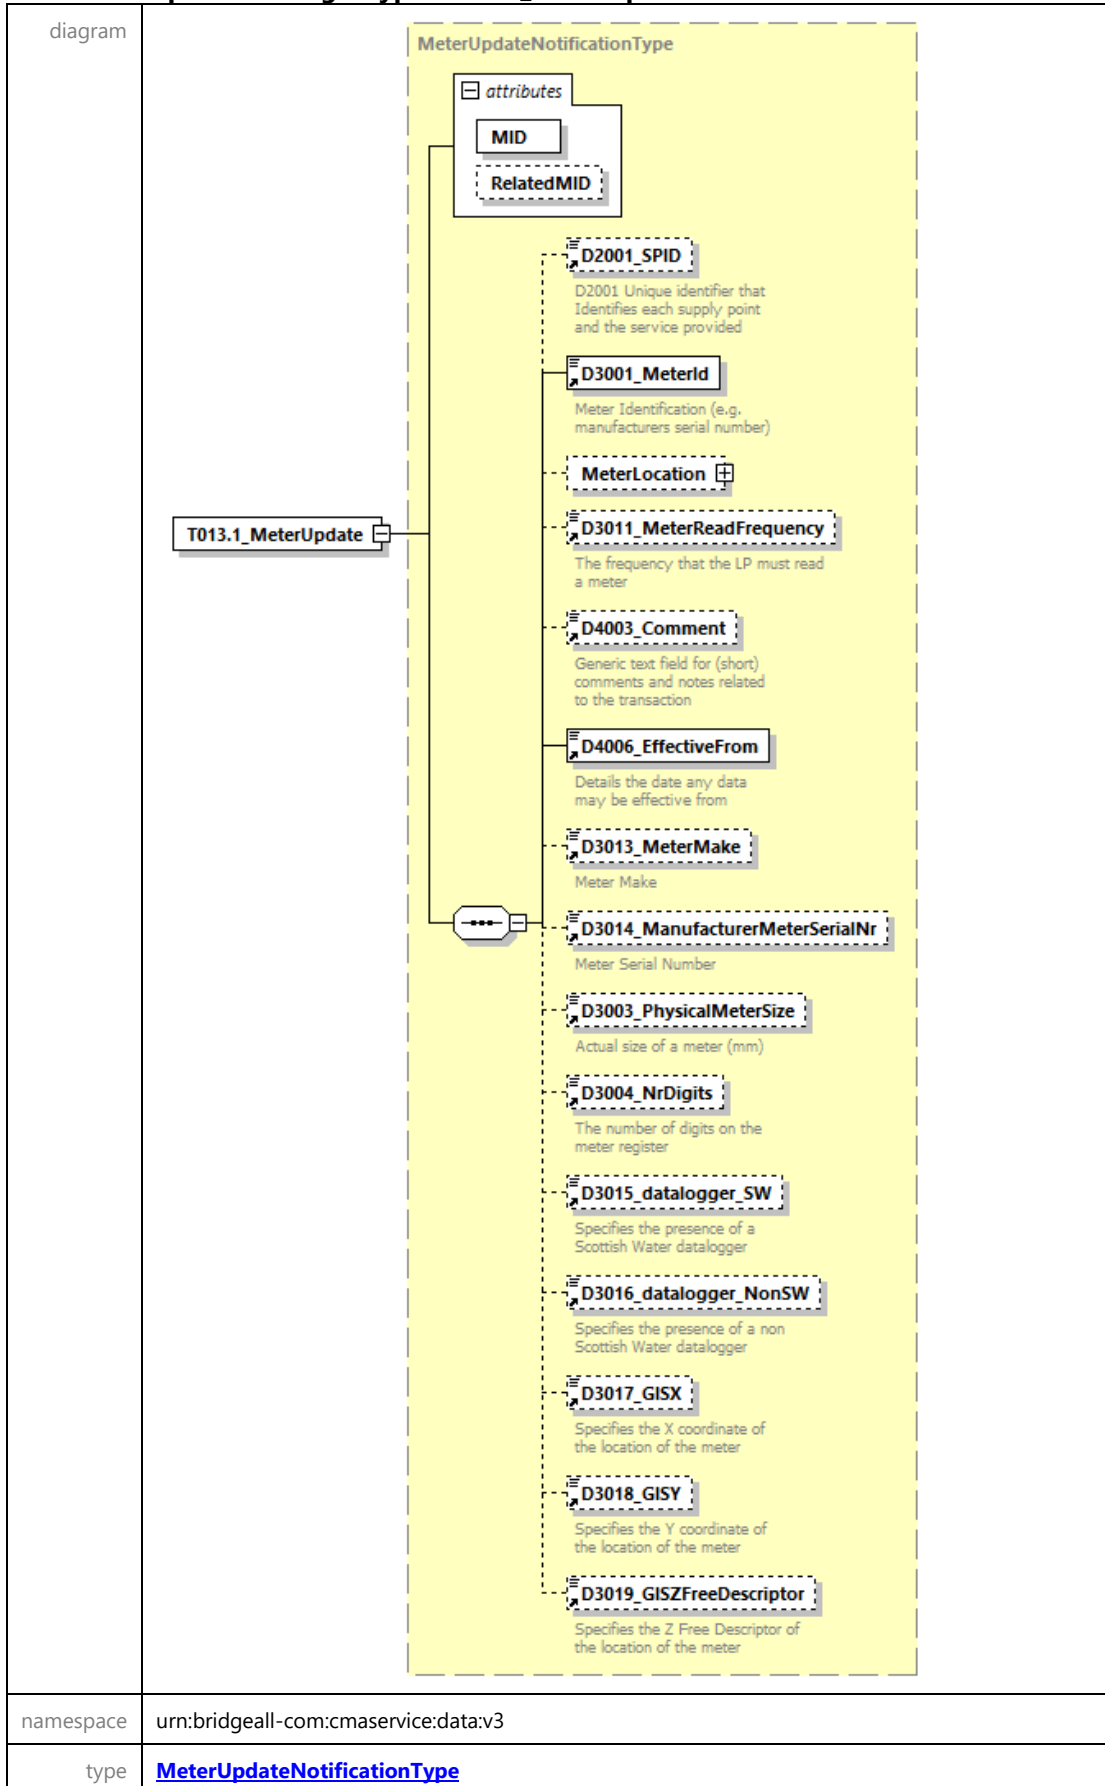 diagram
MeterUpdateNotificationType
attributes
MID
RelatedMID
D2001_SPID
D2001 Unique identifier that
Identifies each supply point
and the service provided
D3001_MeterId
Meter Identification (e.g.
manufacturers serial number)
MeterLocation
D3011_MeterReadFrequency
The frequency that the LP must read
a meter
T013.1_MeterUpdate
D4003_Comment
Generic text field for (short)
comments and notes related
to the transaction
D4006_EffectiveFrom
Details the date any data
may be effective from
D3013_MeterMake
Meter Make
D3014_ManufacturerMeterSerialNr
Meter Serial Number
D3003_PhysicalMeterSize
Actual size of a meter (mm)
D3004_NrDigits
The number of digits on the
meter register
D3015_datalogger_SW
Specifies the presence of a
Scottish Water datalogger
D3016_datalogger_NonSW
Specifies the presence of a non
Scottish Water datalogger
D3017_GISX
Specifies the X coordinate of
the location of the meter
D3018_GISY
Specifies the Y coordinate of
the location of the meter
D3019_GISZFreeDescriptor
Specifies the Z Free Descriptor of
the location of the meter
namespace
urn:bridgeall-com:cmaservice:data:v3
type
MeterUpdateNotificationType